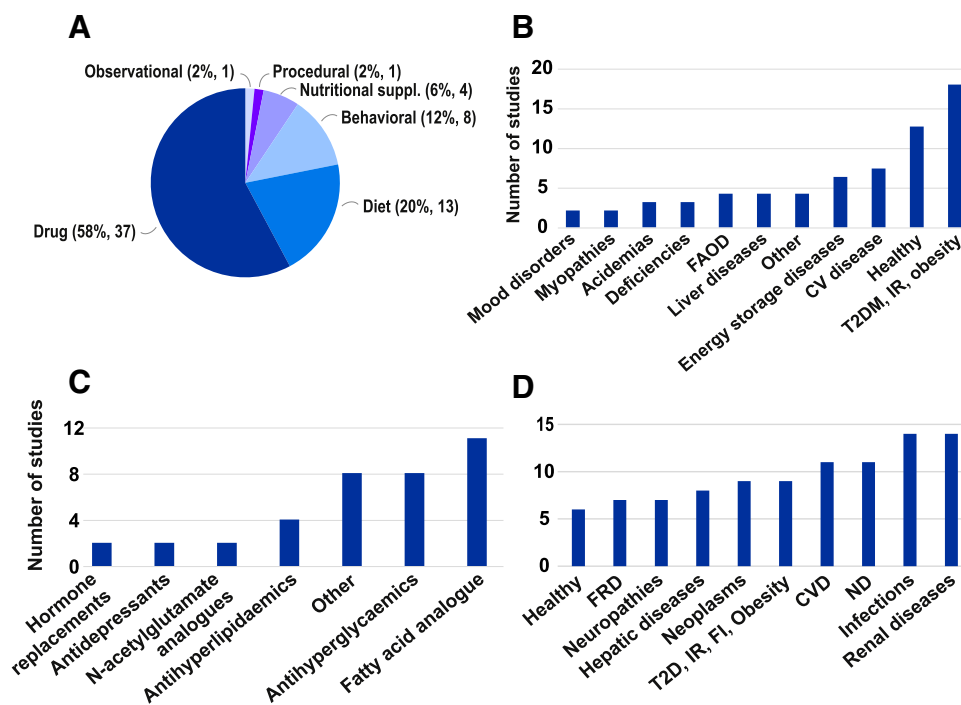 A
Observational (2%, 1)
Procedural (2%, 1)
Nutritional suppl. (6%, 4)
Behavioral (12%, 8)
Diet (20%, 13)
Drug (58%, 37)
B
Number of studies
20
15
10
5
0
Mood disorders
Myopathies
Acidemias
Deficiencies
FAOD
Liver diseases
Other
Energy storage diseases
CV disease
Healthy
T2DM, IR, obesity
C
Number of studies
12
8
4
0
Hormone
replacements
Antidepressants
N-acetylglutamate
analogues
Antihyperlipidaemics
Other
Antihyperglycaemics
Fatty acid analogue
D
15
10
5
0
Healthy
FRD
Neuropathies
Hepatic diseases
Neoplasms
T2D, IR, FI, Obesity
CVD
ND
Infections
Renal diseases